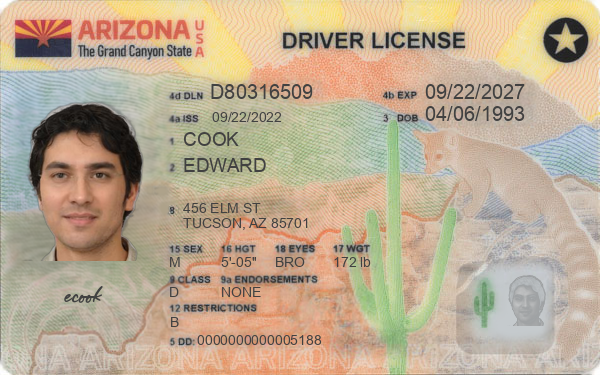 ARIZONA USA
The Grand Canyon State
DRIVER LICENSE
4d DLN D80316509
4b EXP 09/22/2027
4a ISS 09/22/2022
3 DOB 04/06/1993
1 COOK
2 EDWARD
8 456 ELM ST
TUCSON, AZ 85701
15 SEX 16 HGT 18 EYES 17 WGT
M 5'-05" BRO 172 lb
9 CLASS 9a ENDORSEMENTS
D NONE
12 RESTRICTIONS
B
5 DD: 0000000000005188
ecook
ARIZONA ARIZONA ARIZONA ARIZONA